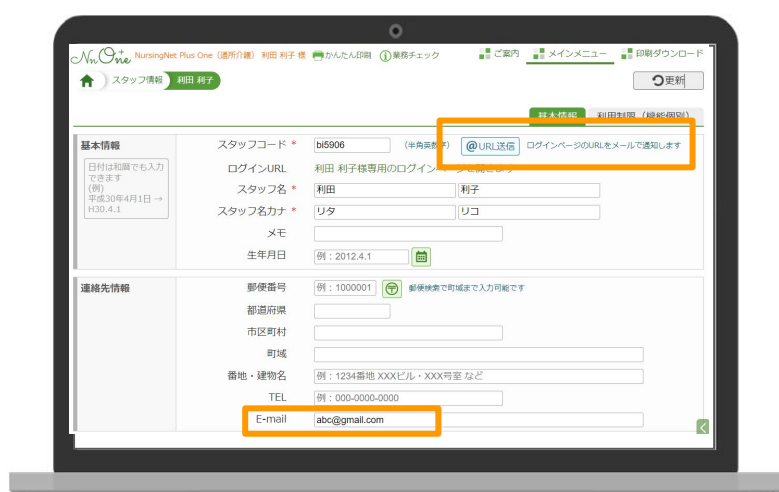 NnOne+ NursingNet Plus One（通所介護） 利田 利子 様 かんたん印刷 業務チェック ご案内 メインメニュー 印刷ダウンロード
スタッフ情報 利田 利子 更新
基本情報 利用制限（機能個別）
基本情報 スタッフコード * bi5906 （半角英数字） @URL送信 ログインページのURLをメールで通知します
日付は和暦でも入力
できます
(例)
平成30年4月1日 →
H30.4.1
ログインURL 利田 利子様専用のログインページを開きます
スタッフ名 * 利田 利子
スタッフ名カナ * リタ リコ
メモ
生年月日 例：2012.4.1
連絡先情報 郵便番号 例：1000001 〒 郵便検索で町域まで入力可能です
都道府県
市区町村
町域
番地・建物名 例：1234番地 XXXビル・XXX号室 など
TEL 例：000-0000-0000
E-mail abc@gmail.com